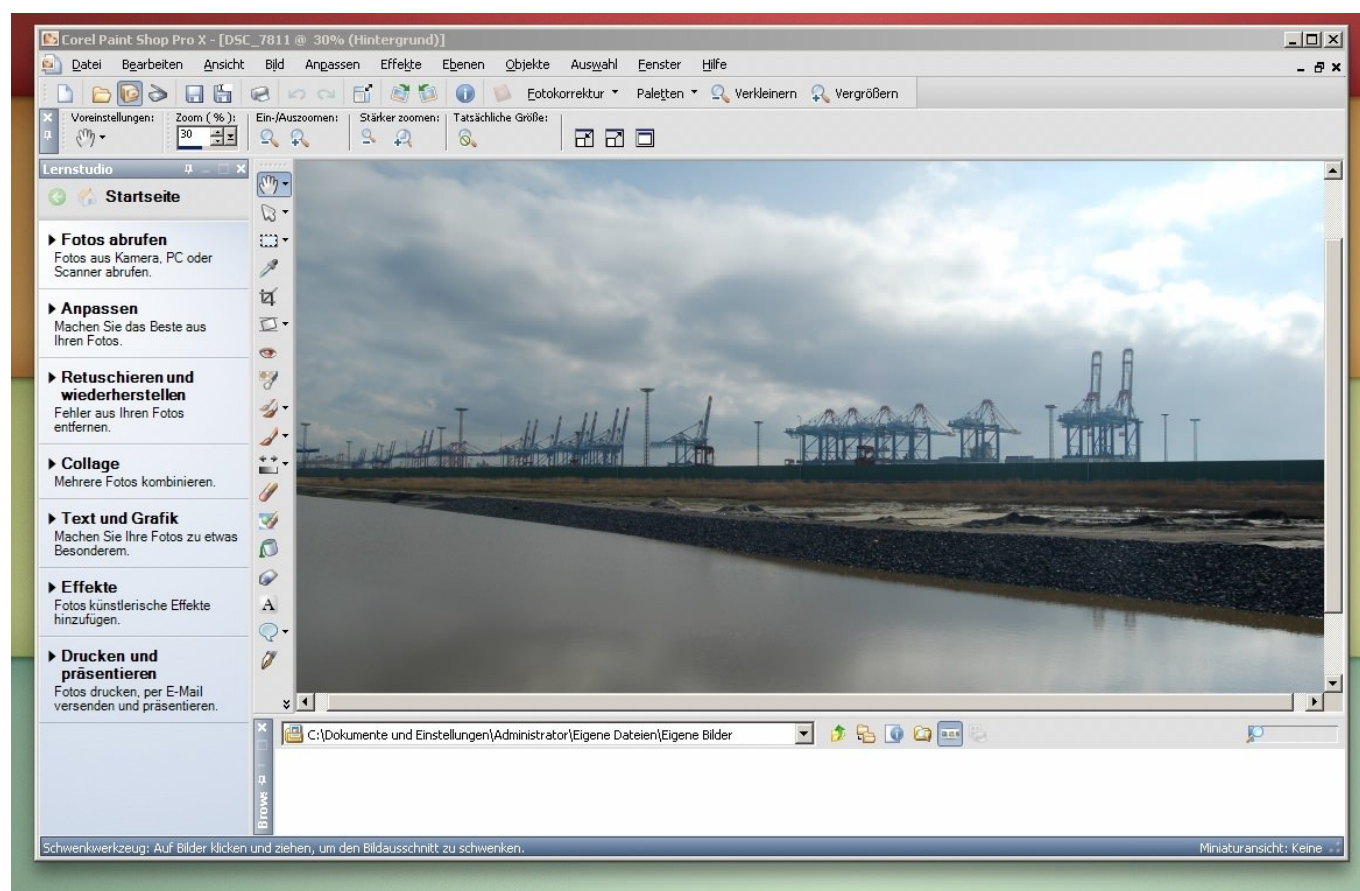 Corel Paint Shop Pro X - [DSC_7811 @ 30% (Hintergrund)]
Datei Bearbeiten Ansicht Bild Anpassen Effekte Ebenen Objekte Auswahl Fenster Hilfe
Fotokorrektur Paletten Verkleinern Vergrößern
Voreinstellungen: Zoom ( % ): Ein-/Auszoomen: Stärker zoomen: Tatsächliche Größe:
30
Lernstudio
Startseite
Fotos abrufen
Fotos aus Kamera, PC oder
Scanner abrufen.
Anpassen
Machen Sie das Beste aus
Ihren Fotos.
Retuschieren und
wiederherstellen
Fehler aus Ihren Fotos
entfernen.
Collage
Mehrere Fotos kombinieren.
Text und Grafik
Machen Sie Ihre Fotos zu etwas
Besonderem.
Effekte
Fotos künstlerische Effekte
hinzufügen.
Drucken und
präsentieren
Fotos drucken, per E-Mail
versenden und präsentieren.
A
C:\Dokumente und Einstellungen\Administrator\Eigene Dateien\Eigene Bilder
Brows
Schwenkwerkzeug: Auf Bilder klicken und ziehen, um den Bildausschnitt zu schwenken.
Miniaturansicht: Keine